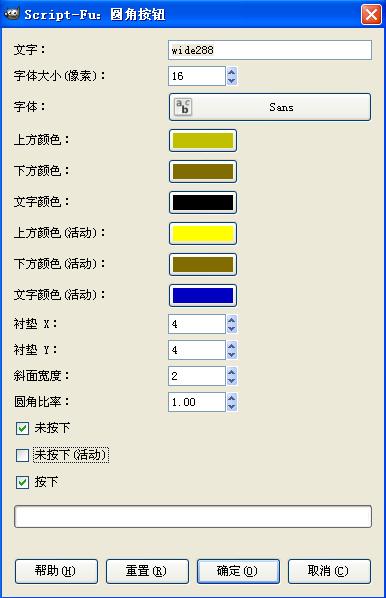 Script-Fu: 圆角按钮
文字： wide288
字体大小(像素)： 16
字体： Sans
上方颜色：
下方颜色：
文字颜色：
上方颜色(活动)：
下方颜色(活动)：
文字颜色(活动)：
衬垫 X： 4
衬垫 Y： 4
斜面宽度： 2
圆角比率： 1.00
未按下
未按下(活动)
按下
帮助(H) 重置(R) 确定(O) 取消(C)